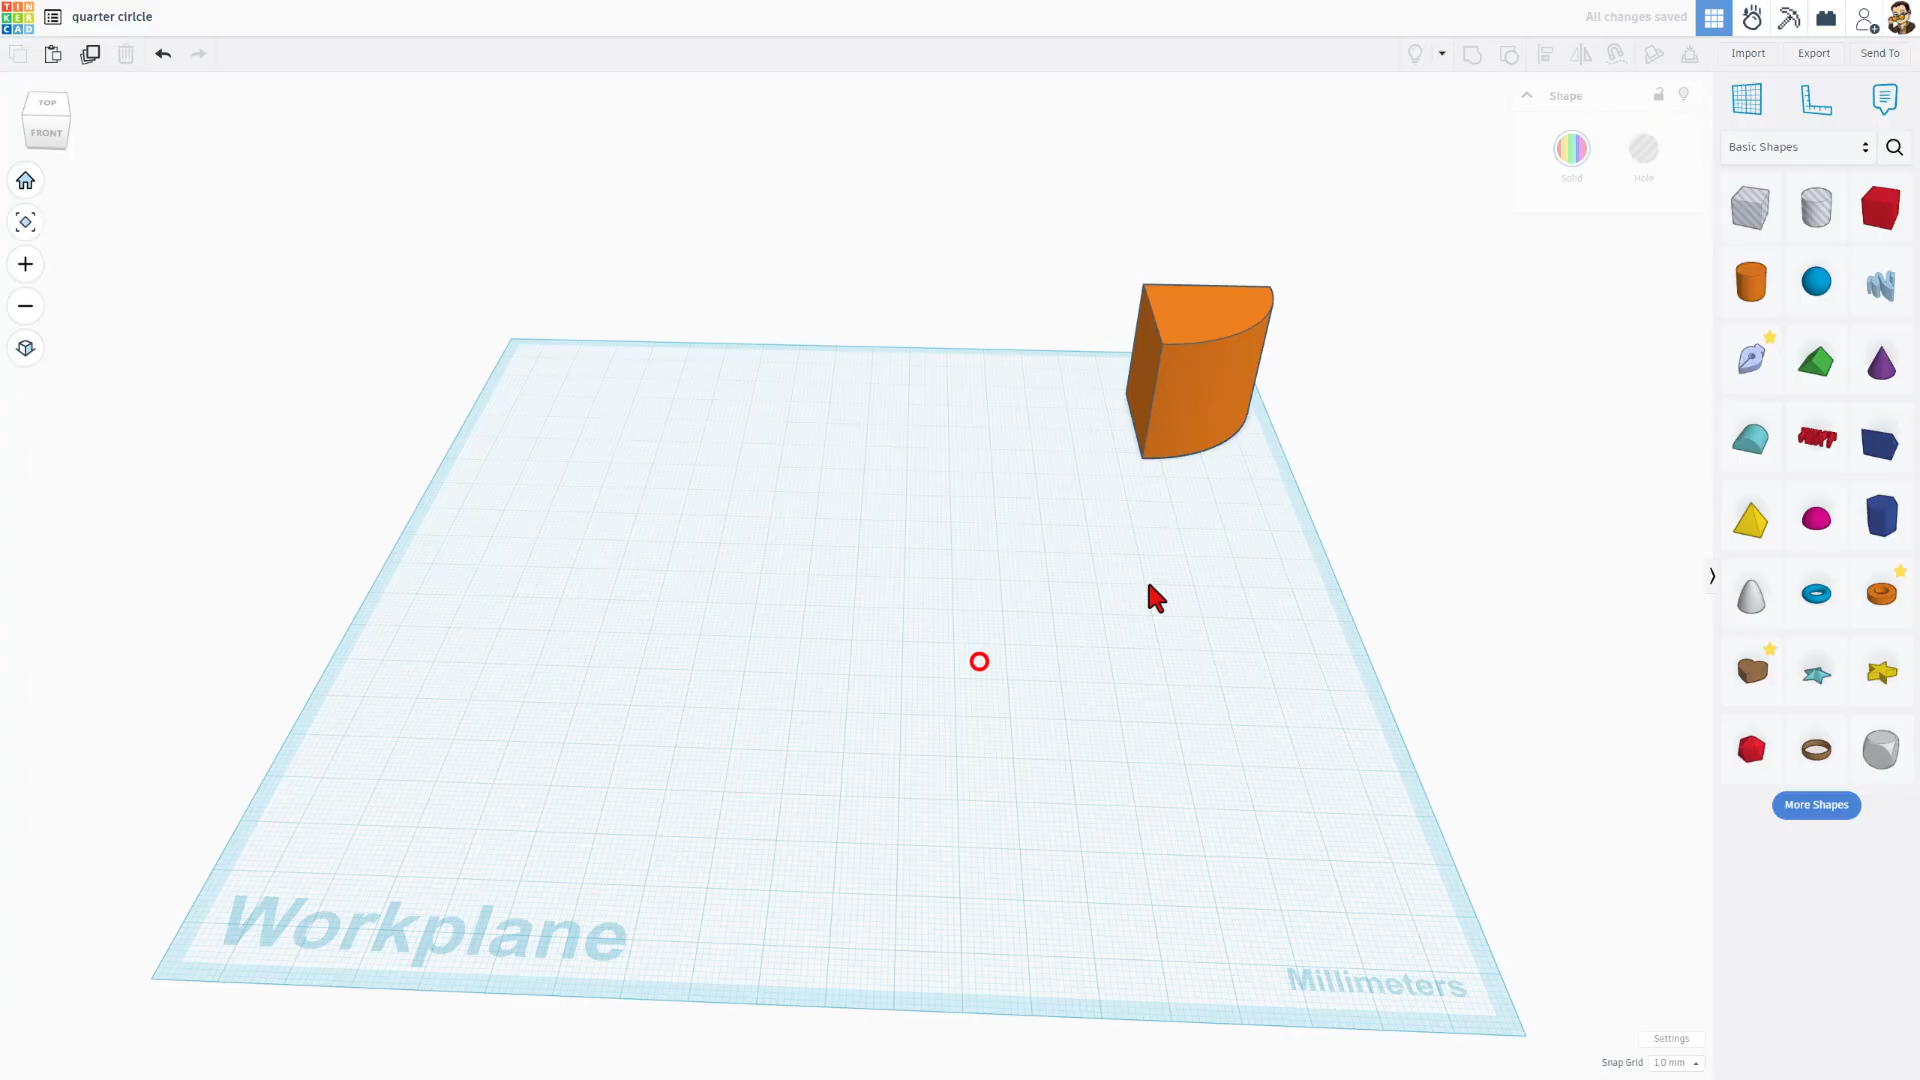 TIN
KER
CAD
quarter cirlcle
All changes saved
Import
Export
Send To
TOP
FRONT
Shape
Solid
Hole
Basic Shapes
More Shapes
Workplane
Millimeters
Settings
Snap Grid 1.0 mm